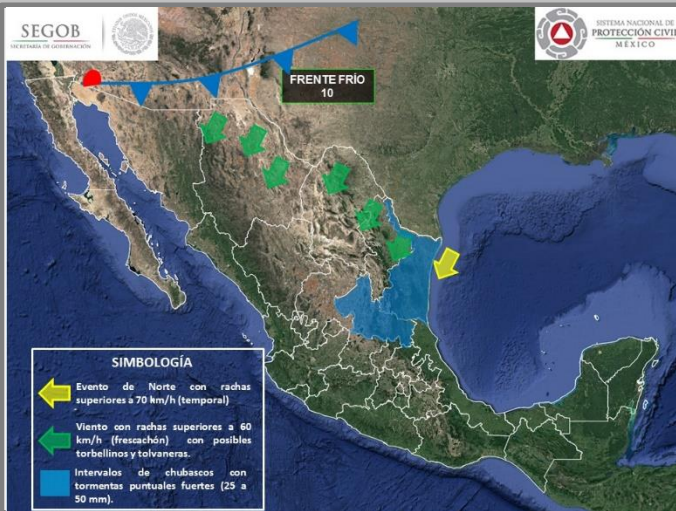 SEGOB
SECRETARÍA DE GOBERNACIÓN
SISTEMA NACIONAL DE
PROTECCIÓN CIVIL
MÉXICO
FRENTE FRÍO
10
SIMBOLOGÍA
Evento de Norte con rachas
superiores a 70 km/h (temporal)
Viento con rachas superiores a 60
km/h (frescachón) con posibles
torbellinos y tolvaneras.
Intervalos de chubascos con
tormentas puntuales fuertes (25 a
50 mm).